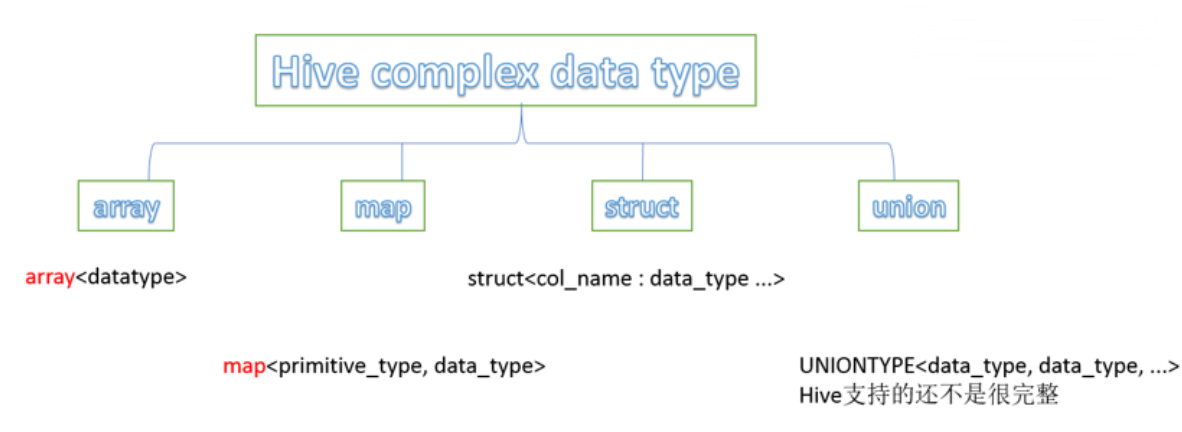 Hive complex data type
array
map
struct
union
array<datatype>
struct<col_name : data_type ...>
map<primitive_type, data_type>
UNIONTYPE<data_type, data_type, ...>
Hive支持的还不是很完整